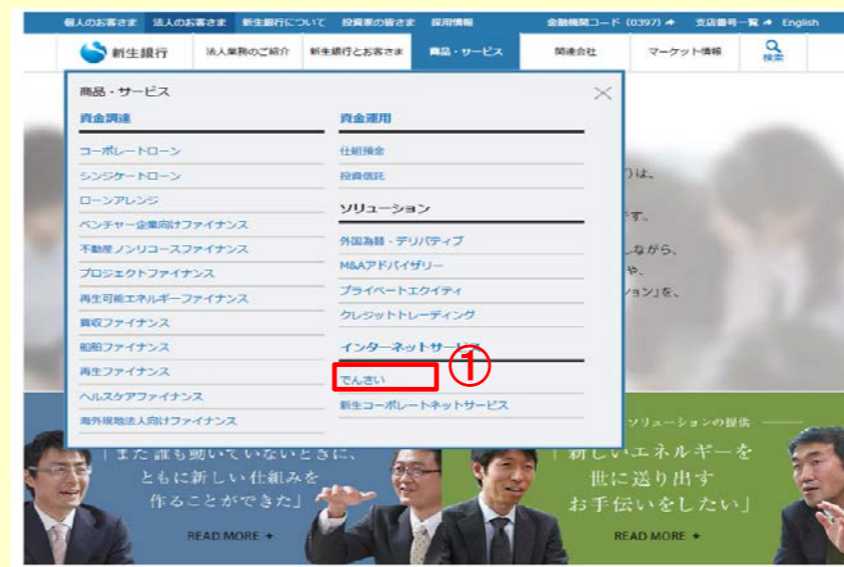 個人のお客さま 法人のお客さま 新生銀行について 投資家の皆さま 採用情報 金融機関コード (0397) 支店番号一覧 English
新生銀行 法人業務のご紹介 新生銀行とお客さま 商品・サービス 関連会社 マーケット情報 検索
商品・サービス
資金調達
コーポレートローン
シンジケートローン
ローンアレンジ
ベンチャー企業向けファイナンス
不動産ノンリコースファイナンス
プロジェクトファイナンス
再生可能エネルギーファイナンス
買収ファイナンス
船舶ファイナンス
再生ファイナンス
ヘルスケアファイナンス
海外現地法人向けファイナンス
資金運用
仕組預金
投資信託
ソリューション
外国為替・デリバティブ
M&Aアドバイザリー
プライベートエクイティ
クレジットトレーディング
インターネットサービス
①
でんさい
新生コーポレートネットサービス
)は、
す。
しながら、
や、
ョン」を、
ソリューションの提供
「また誰も動いていないときに、
ともに新しい仕組みを
作ることができた」
READ MORE +
「新しいエネルギーを
世に送り出す
お手伝いをしたい」
READ MORE +